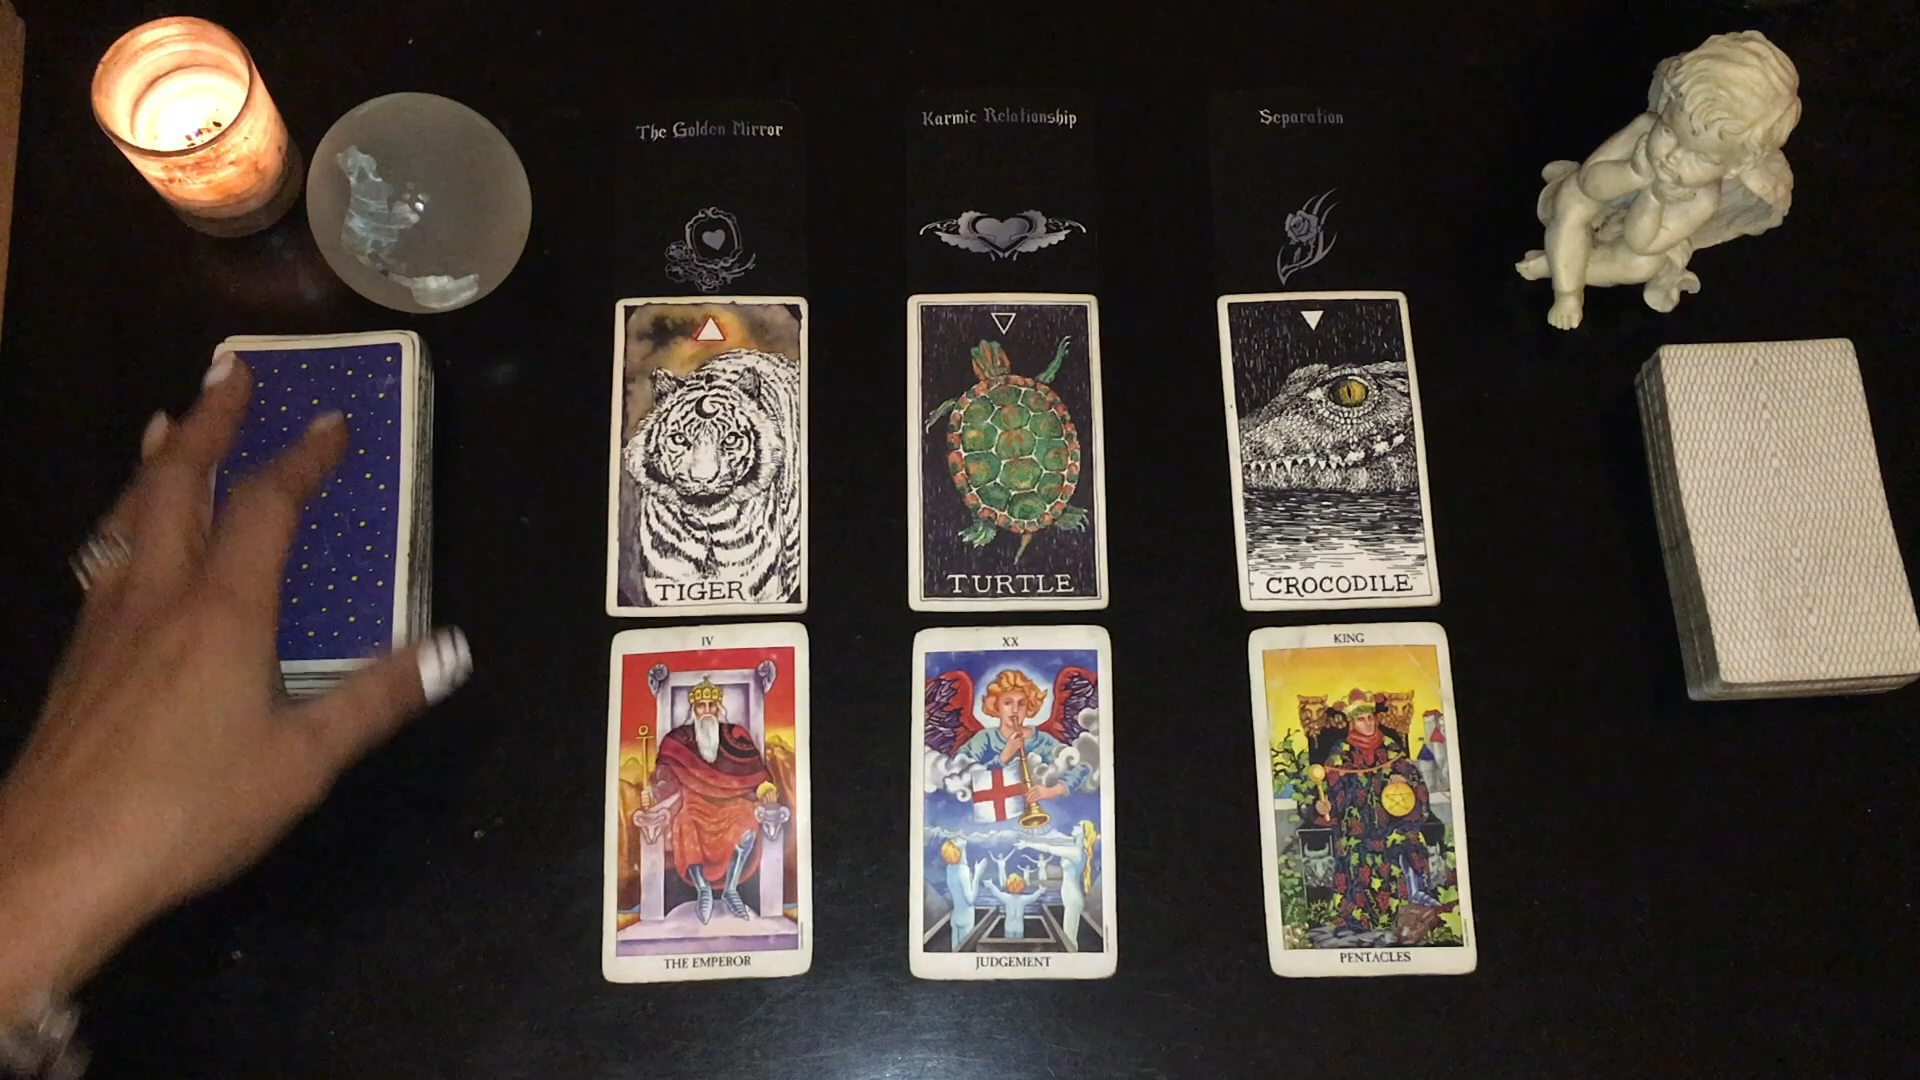 The Golden Mirror
Karmic Relationship
Separation
TIGER
TURTLE
CROCODILE
IV
THE EMPEROR
XX
JUDGEMENT
KING
PENTACLES